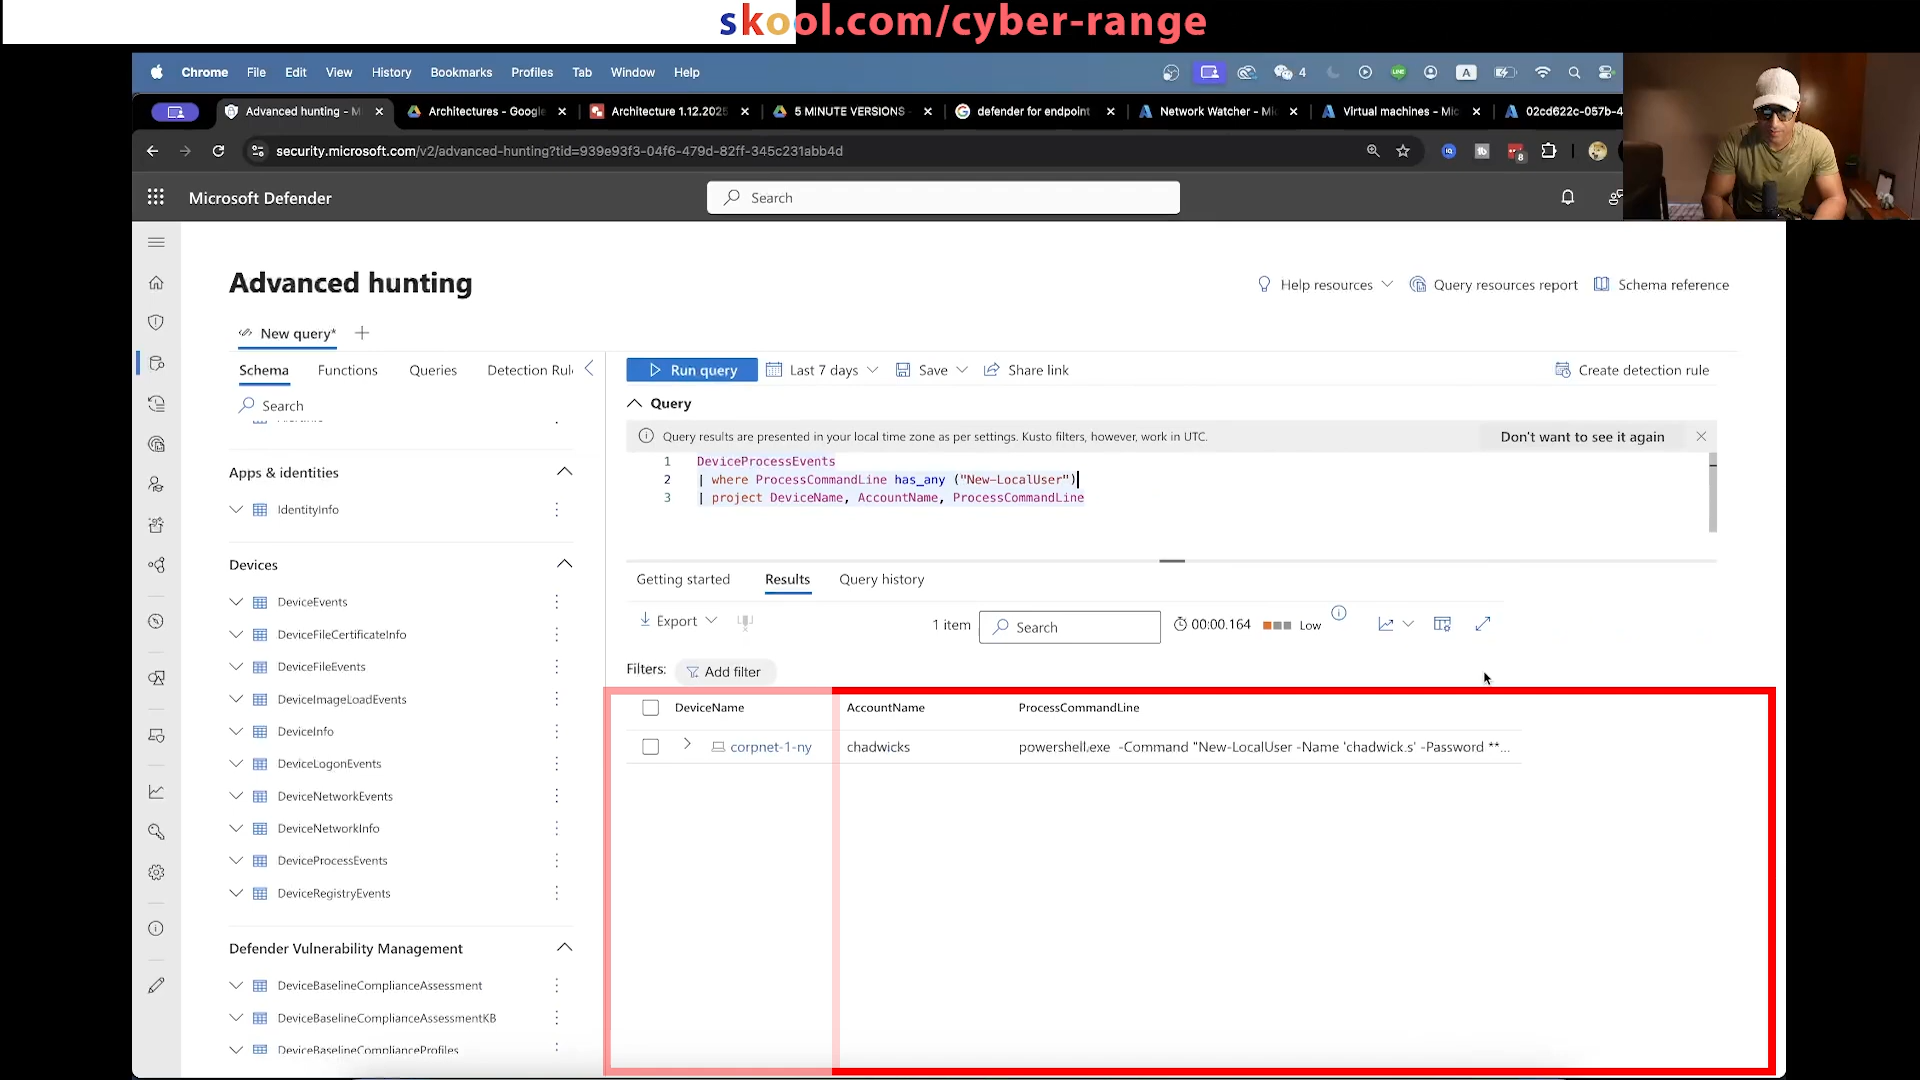 skool.com/cyber-range
Chrome File Edit View History Bookmarks Profiles Tab Window Help
4
A
Advanced hunting - M
Architectures - Google
Architecture 1.12.2025
5 MINUTE VERSIONS
defender for endpoint
Network Watcher - Mi
Virtual machines - Mic
02cd622c-057b-4
security.microsoft.com/v2/advanced-hunting?tid=939e93f3-04f6-479d-82ff-345c231abb4d
8
Microsoft Defender
Search
Advanced hunting
Help resources
Query resources report
Schema reference
New query*
Schema Functions Queries Detection Rul
Run query
Last 7 days
Save
Share link
Create detection rule
Search
Query
Query results are presented in your local time zone as per settings. Kusto filters, however, work in UTC.
Don't want to see it again
1 DeviceProcessEvents
2 | where ProcessCommandLine has_any ("New-LocalUser")
3 | project DeviceName, AccountName, ProcessCommandLine
Apps & identities
IdentityInfo
Devices
DeviceEvents
DeviceFileCertificateInfo
DeviceFileEvents
DeviceImageLoadEvents
DeviceInfo
DeviceLogonEvents
DeviceNetworkEvents
DeviceNetworkInfo
DeviceProcessEvents
DeviceRegistryEvents
Defender Vulnerability Management
DeviceBaselineComplianceAssessment
DeviceBaselineComplianceAssessmentKB
DeviceBaselineComplianceProfiles
Getting started Results Query history
Export
1 item
Search
00:00.164
Low
Filters:
Add filter
DeviceName AccountName ProcessCommandLine
corpnet-1-ny chadwicks powershell.exe -Command "New-LocalUser -Name 'chadwick.s' -Password **...